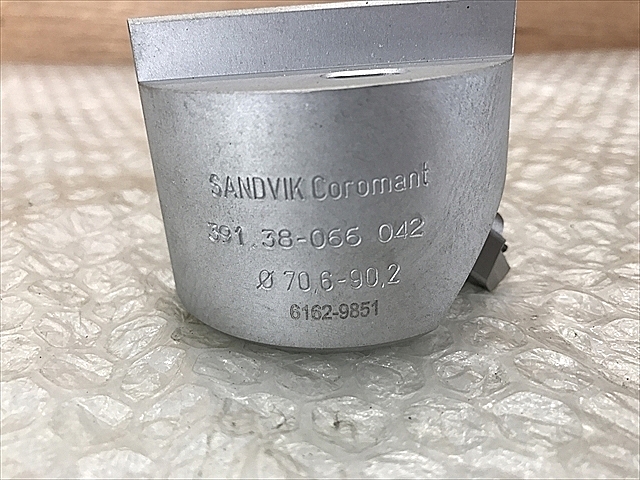 SANDVIK Coromant
391.38-066 042
Ø 70,6-90,2
6162-9851